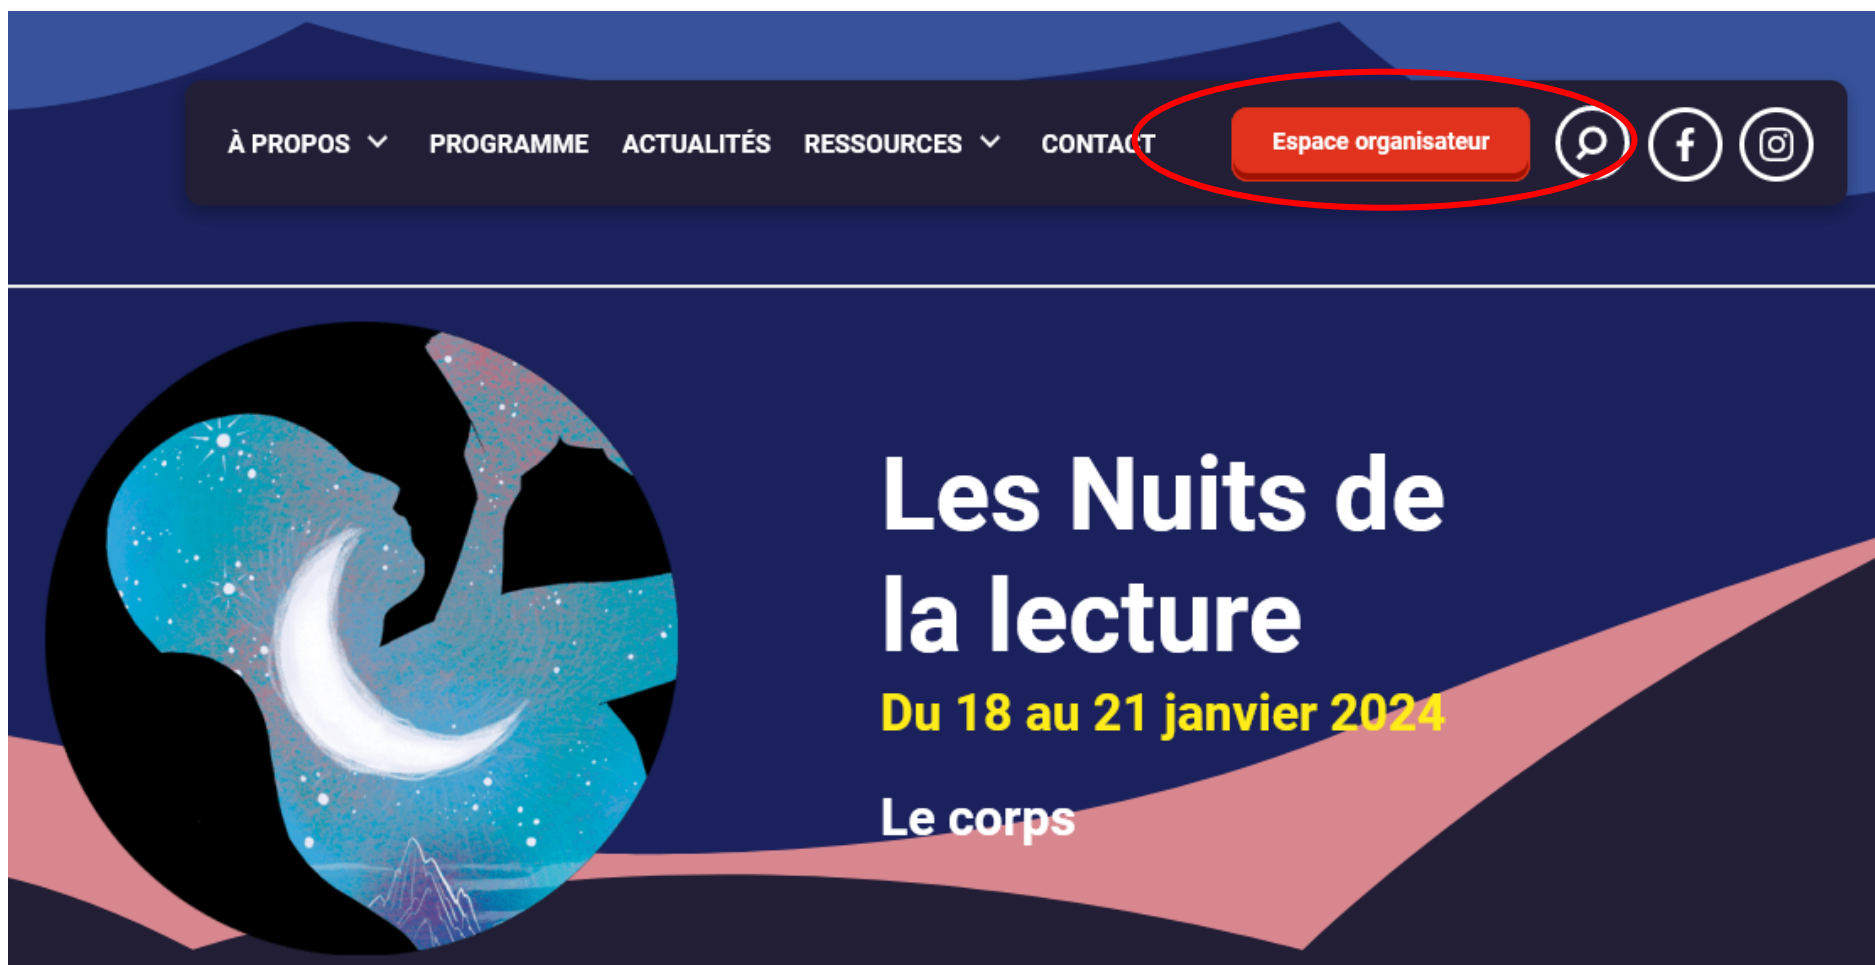 À PROPOS PROGRAMME ACTUALITÉS RESSOURCES CONTACT Espace organisateur
Les Nuits de
la lecture
Du 18 au 21 janvier 2024
Le corps